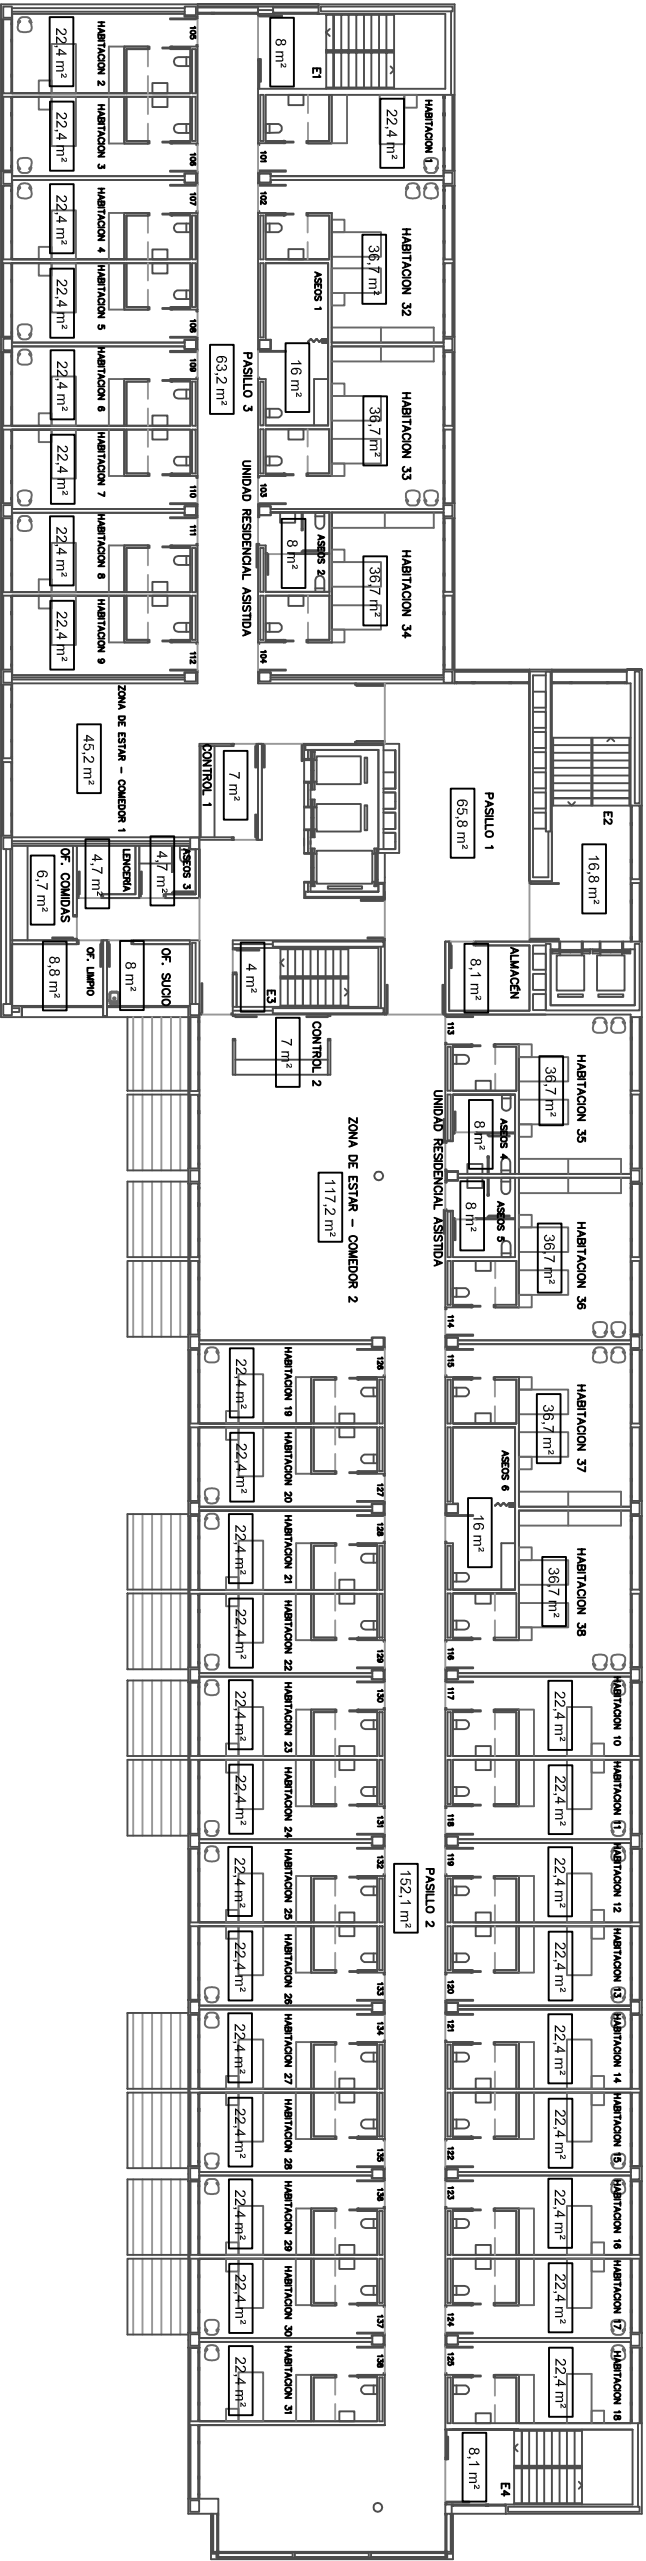 105
HABITACION 2
22,4 m²
HABITACION 3
22,4 m²
106
107
HABITACION 4
22,4 m²
HABITACION 5
22,4 m²
108
109
HABITACION 6
22,4 m²
HABITACION 7
22,4 m²
110
111
HABITACION 8
22,4 m²
HABITACION 9
22,4 m²
112
E1
8 m²
HABITACION 1
22,4 m²
101
102
HABITACION 32
36,7 m²
ASEOS 1
16 m²
HABITACION 33
36,7 m²
103
PASILLO 3
63,2 m²
UNIDAD RESIDENCIAL ASISTIDA
ASEOS 2
8 m²
HABITACION 34
36,7 m²
104
ZONA DE ESTAR - COMEDOR 1
45,2 m²
CONTROL 1
7 m²
PASILLO 1
65,8 m²
E2
16,8 m²
ASEOS 3
4,7 m²
LENCERIA
4,7 m²
OF. COMIDAS
6,7 m²
OF. LIMPIO
8,8 m²
OF. SUCIO
8 m²
E3
4 m²
ALMACÉN
8,1 m²
CONTROL 2
7 m²
ZONA DE ESTAR - COMEDOR 2
117,2 m²
UNIDAD RESIDENCIAL ASISTIDA
113
HABITACION 35
36,7 m²
ASEOS 4
8 m²
ASEOS 5
8 m²
HABITACION 36
36,7 m²
114
115
HABITACION 37
36,7 m²
ASEOS 6
16 m²
HABITACION 38
36,7 m²
116
126
HABITACION 19
22,4 m²
HABITACION 20
22,4 m²
127
128
HABITACION 21
22,4 m²
HABITACION 22
22,4 m²
129
130
HABITACION 23
22,4 m²
HABITACION 24
22,4 m²
131
132
HABITACION 25
22,4 m²
HABITACION 26
22,4 m²
133
134
HABITACION 27
22,4 m²
HABITACION 28
22,4 m²
135
136
HABITACION 29
22,4 m²
HABITACION 30
22,4 m²
137
138
HABITACION 31
22,4 m²
PASILLO 2
152,1 m²
117
HABITACION 10
22,4 m²
HABITACION 11
22,4 m²
118
119
HABITACION 12
22,4 m²
HABITACION 13
22,4 m²
120
121
HABITACION 14
22,4 m²
HABITACION 15
22,4 m²
122
123
HABITACION 16
22,4 m²
HABITACION 17
22,4 m²
124
125
HABITACION 18
22,4 m²
E4
8,1 m²